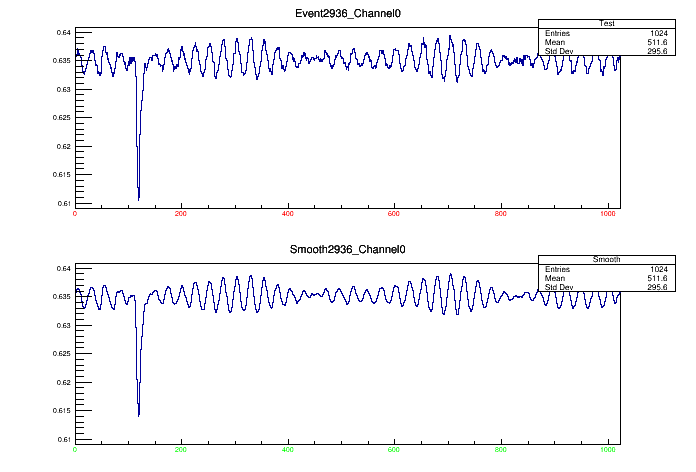 Event2936_Channel0
Test
Entries 1024
Mean 511.6
Std Dev 295.6
0.64
0.635
0.63
0.625
0.62
0.615
0.61
0 200 400 600 800 1000
Smooth2936_Channel0
Smooth
Entries 1024
Mean 511.6
Std Dev 295.6
0.64
0.635
0.63
0.625
0.62
0.615
0.61
0 200 400 600 800 1000